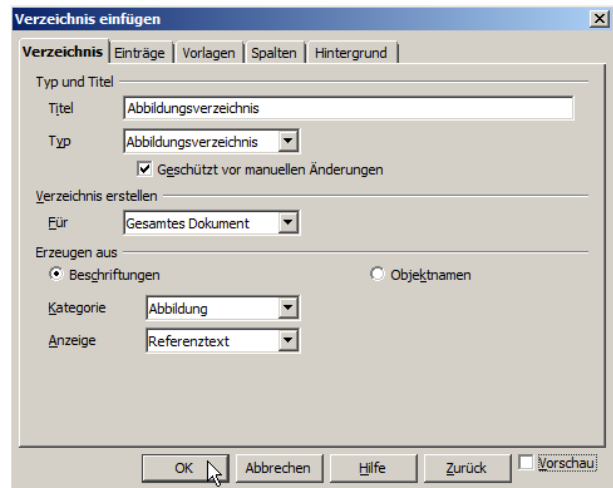 Verzeichnis einfügen
Verzeichnis Einträge Vorlagen Spalten Hintergrund
Typ und Titel
Titel Abbildungsverzeichnis
Typ Abbildungsverzeichnis
Geschützt vor manuellen Änderungen
Verzeichnis erstellen
Für Gesamtes Dokument
Erzeugen aus
Beschriftungen Objektnamen
Kategorie Abbildung
Anzeige Referenztext
OK Abbrechen Hilfe Zurück Vorschau